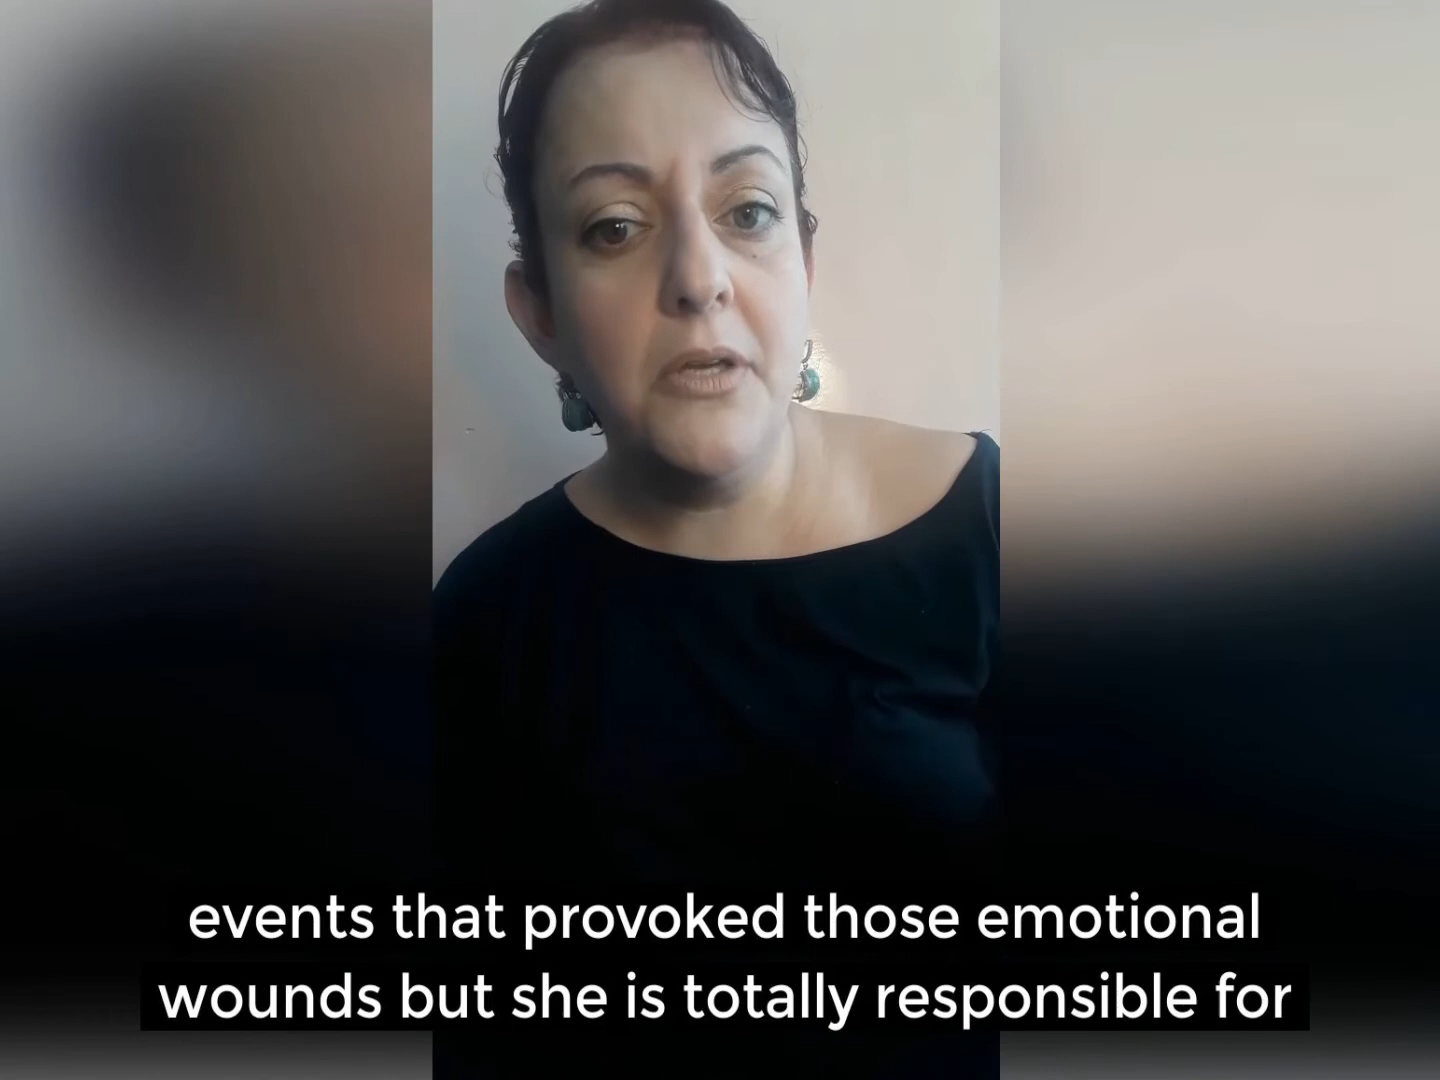 events that provoked those emotional
wounds but she is totally responsible for